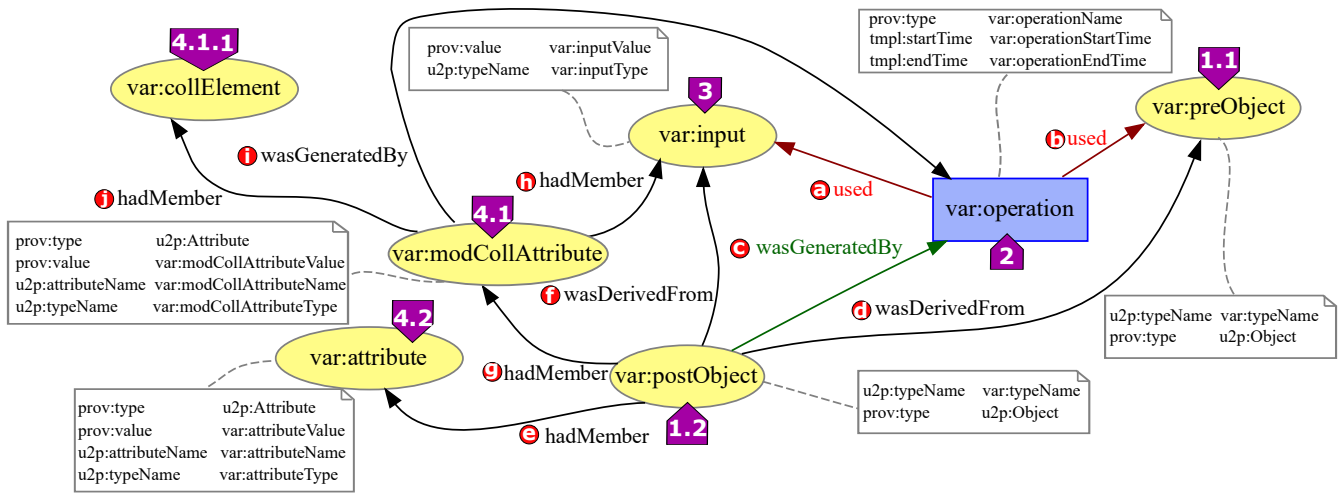 4.1.1
var:collElement
prov:value var:inputValue
u2p:typeName var:inputType
3
var:input
prov:type var:operationName
tmpl:startTime var:operationStartTime
tmpl:endTime var:operationEndTime
1.1
var:preObject
i wasGeneratedBy
j hadMember
h hadMember
a used
b used
var:operation
2
4.1
var:modCollAttribute
prov:type u2p:Attribute
prov:value var:modCollAttributeValue
u2p:attributeName var:modCollAttributeName
u2p:typeName var:modCollAttributeType
c wasGeneratedBy
f wasDerivedFrom
d wasDerivedFrom
u2p:typeName var:typeName
prov:type u2p:Object
4.2
var:attribute
g hadMember
var:postObject
1.2
u2p:typeName var:typeName
prov:type u2p:Object
prov:type u2p:Attribute
prov:value var:attributeValue
u2p:attributeName var:attributeName
u2p:typeName var:attributeType
e hadMember